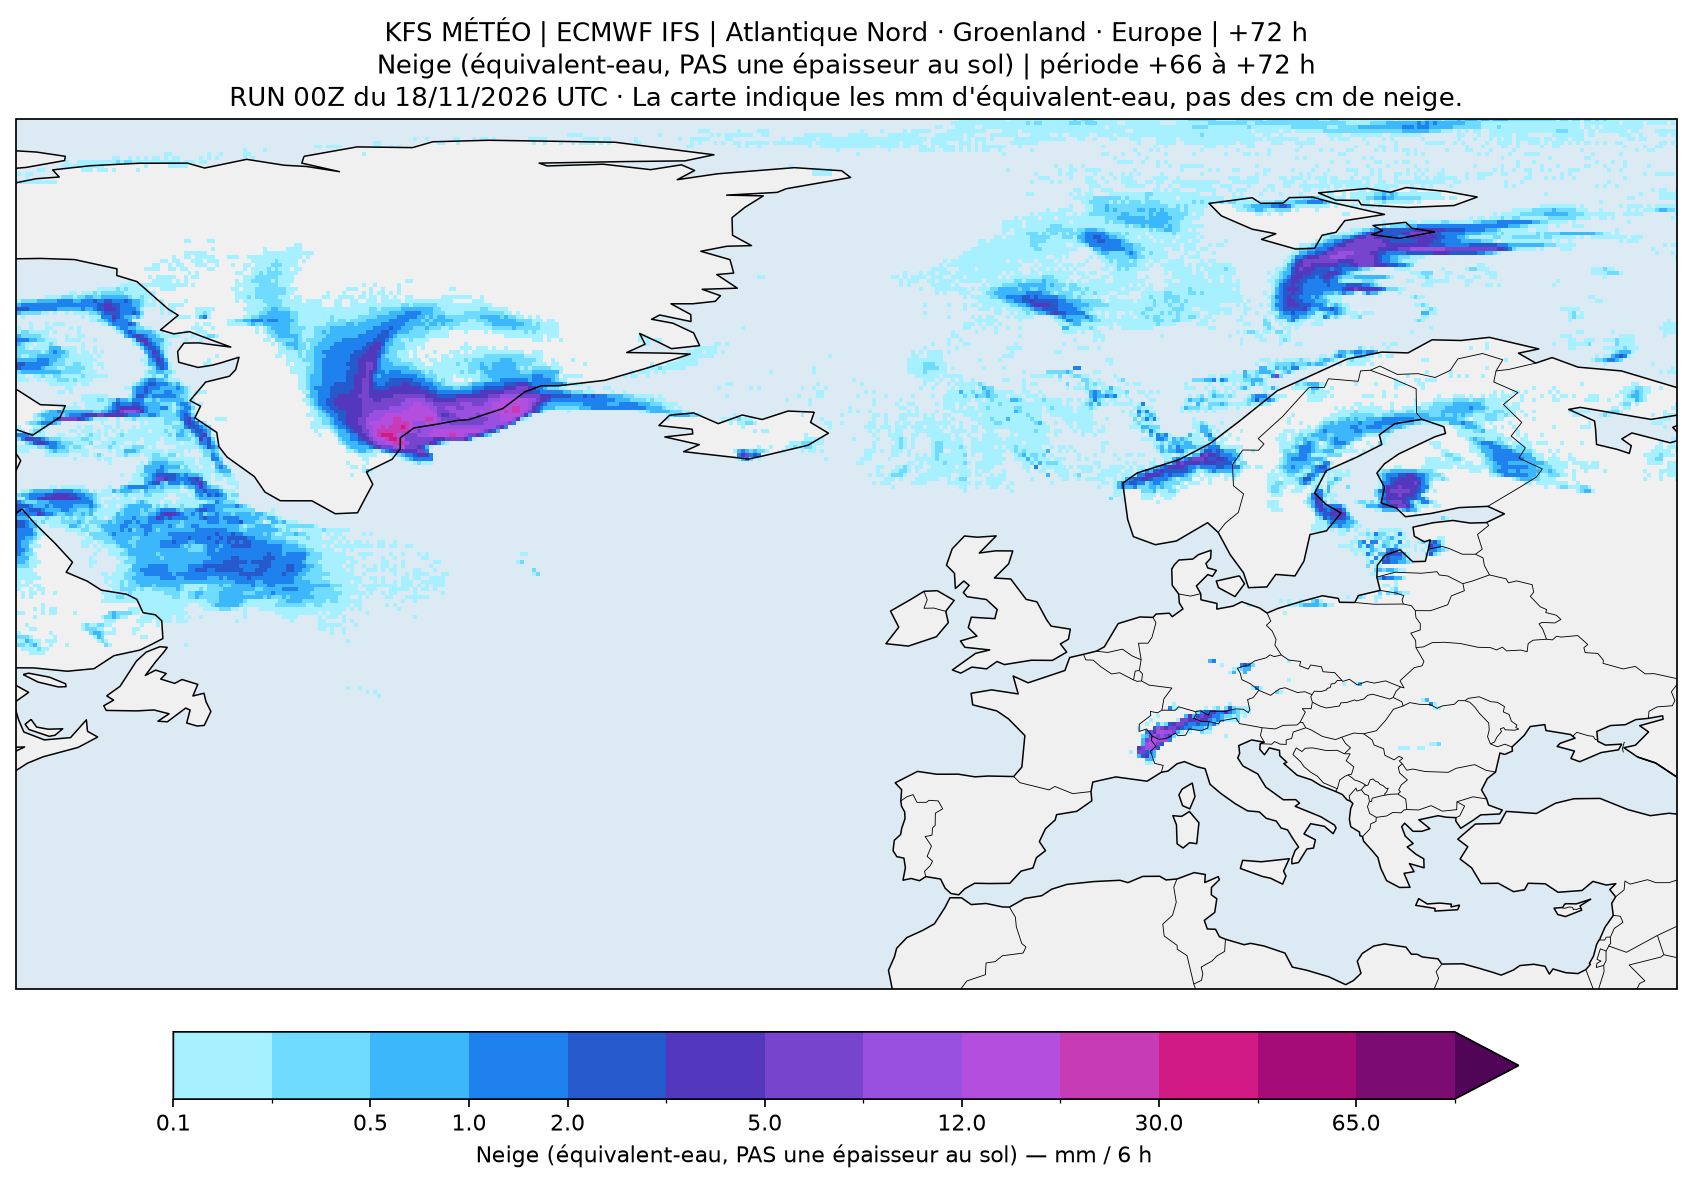 KFS MÉTÉO | ECMWF IFS | Atlantique Nord · Groenland · Europe | +72 h
Neige (équivalent-eau, PAS une épaisseur au sol) | période +66 à +72 h
RUN 00Z du 18/11/2026 UTC · La carte indique les mm d'équivalent-eau, pas des cm de neige.
0.1 0.5 1.0 2.0 5.0 12.0 30.0 65.0
Neige (équivalent-eau, PAS une épaisseur au sol) — mm / 6 h